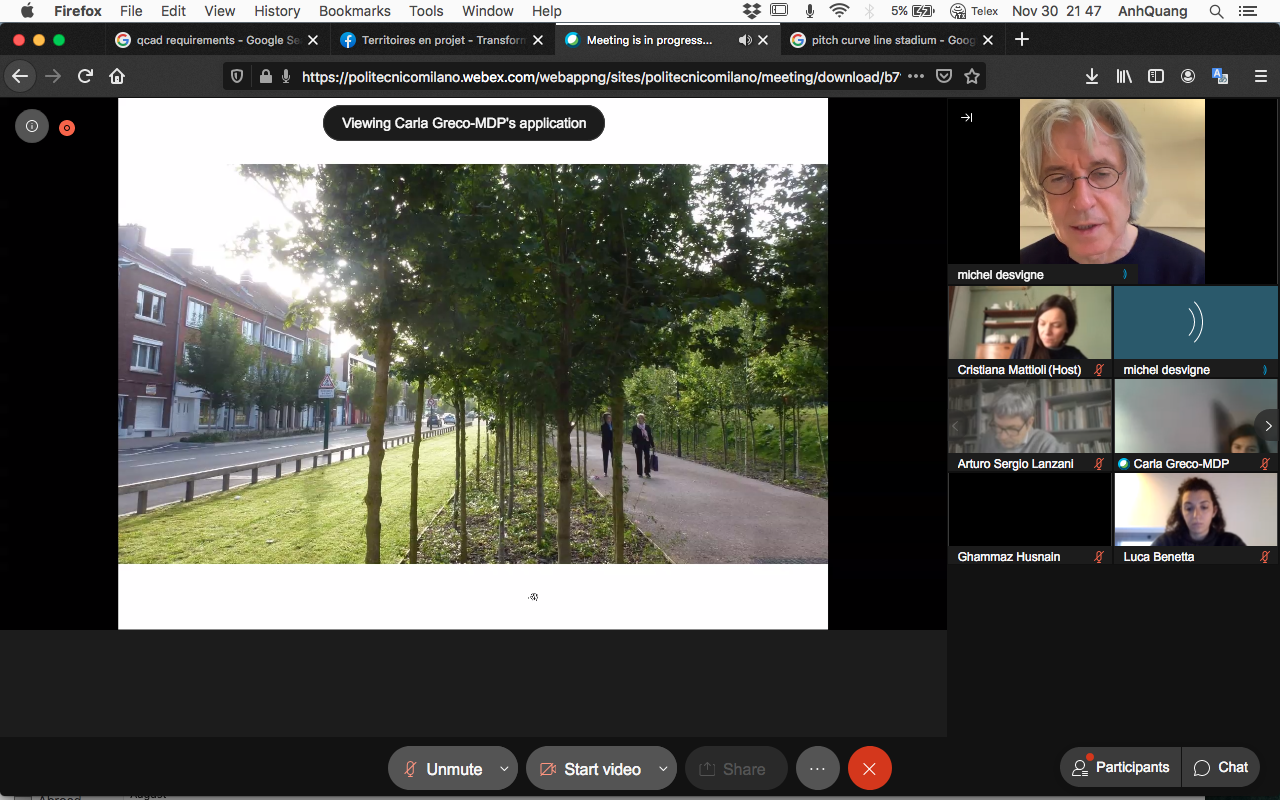 Firefox File Edit View History Bookmarks Tools Window Help 5% Telex Nov 30 21 47 AnhQuang
qcad requirements - Google Se
Territoires en projet - Transform
Meeting is in progress...
pitch curve line stadium - Goog
https://politecnicomilano.webex.com/webappng/sites/politecnicomilano/meeting/download/b7
Viewing Carla Greco-MDP's application
michel desvigne
Cristiana Mattioli (Host)
michel desvigne
Arturo Sergio Lanzani
Carla Greco-MDP
Ghammaz Husnain
Luca Benetta
Unmute
Start video
Share
Participants
Chat